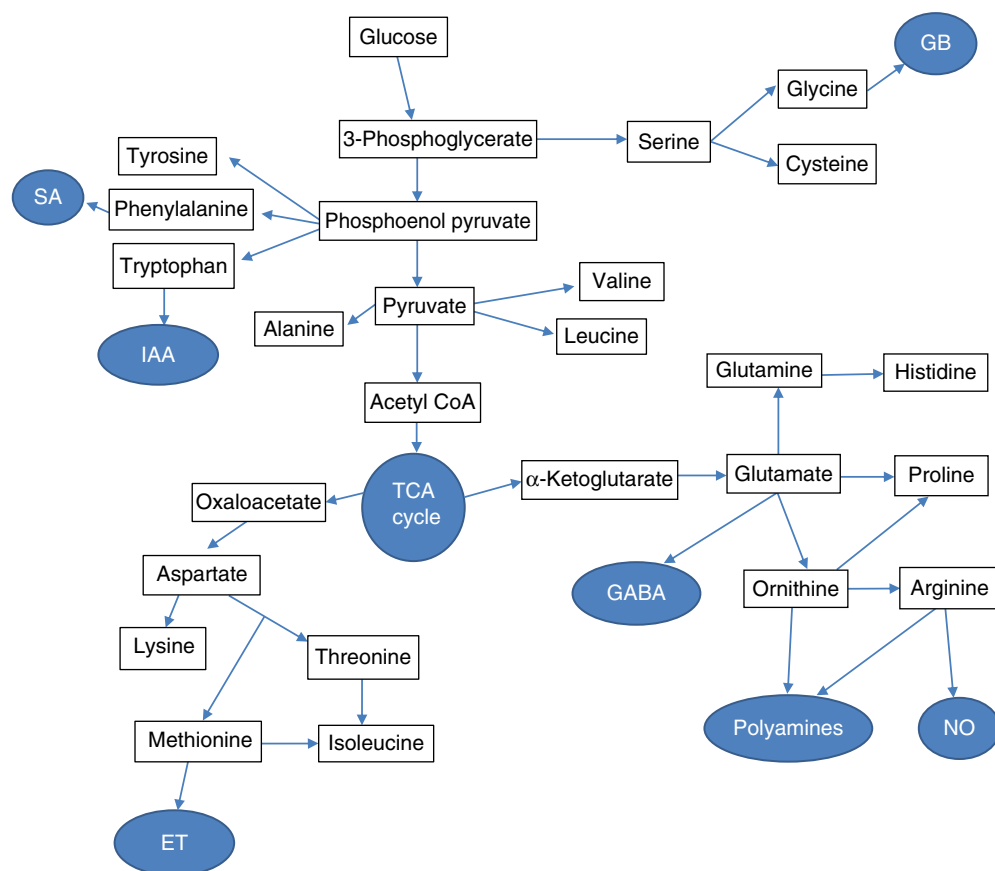 Glucose
GB
Glycine
3-Phosphoglycerate
Serine
Cysteine
Tyrosine
SA
Phenylalanine
Phosphoenol pyruvate
Tryptophan
Valine
Pyruvate
Alanine
Leucine
IAA
Glutamine
Histidine
Acetyl CoA
α-Ketoglutarate
Glutamate
Proline
Oxaloacetate
TCA
cycle
Aspartate
GABA
Ornithine
Arginine
Lysine
Threonine
Methionine
Isoleucine
Polyamines
NO
ET